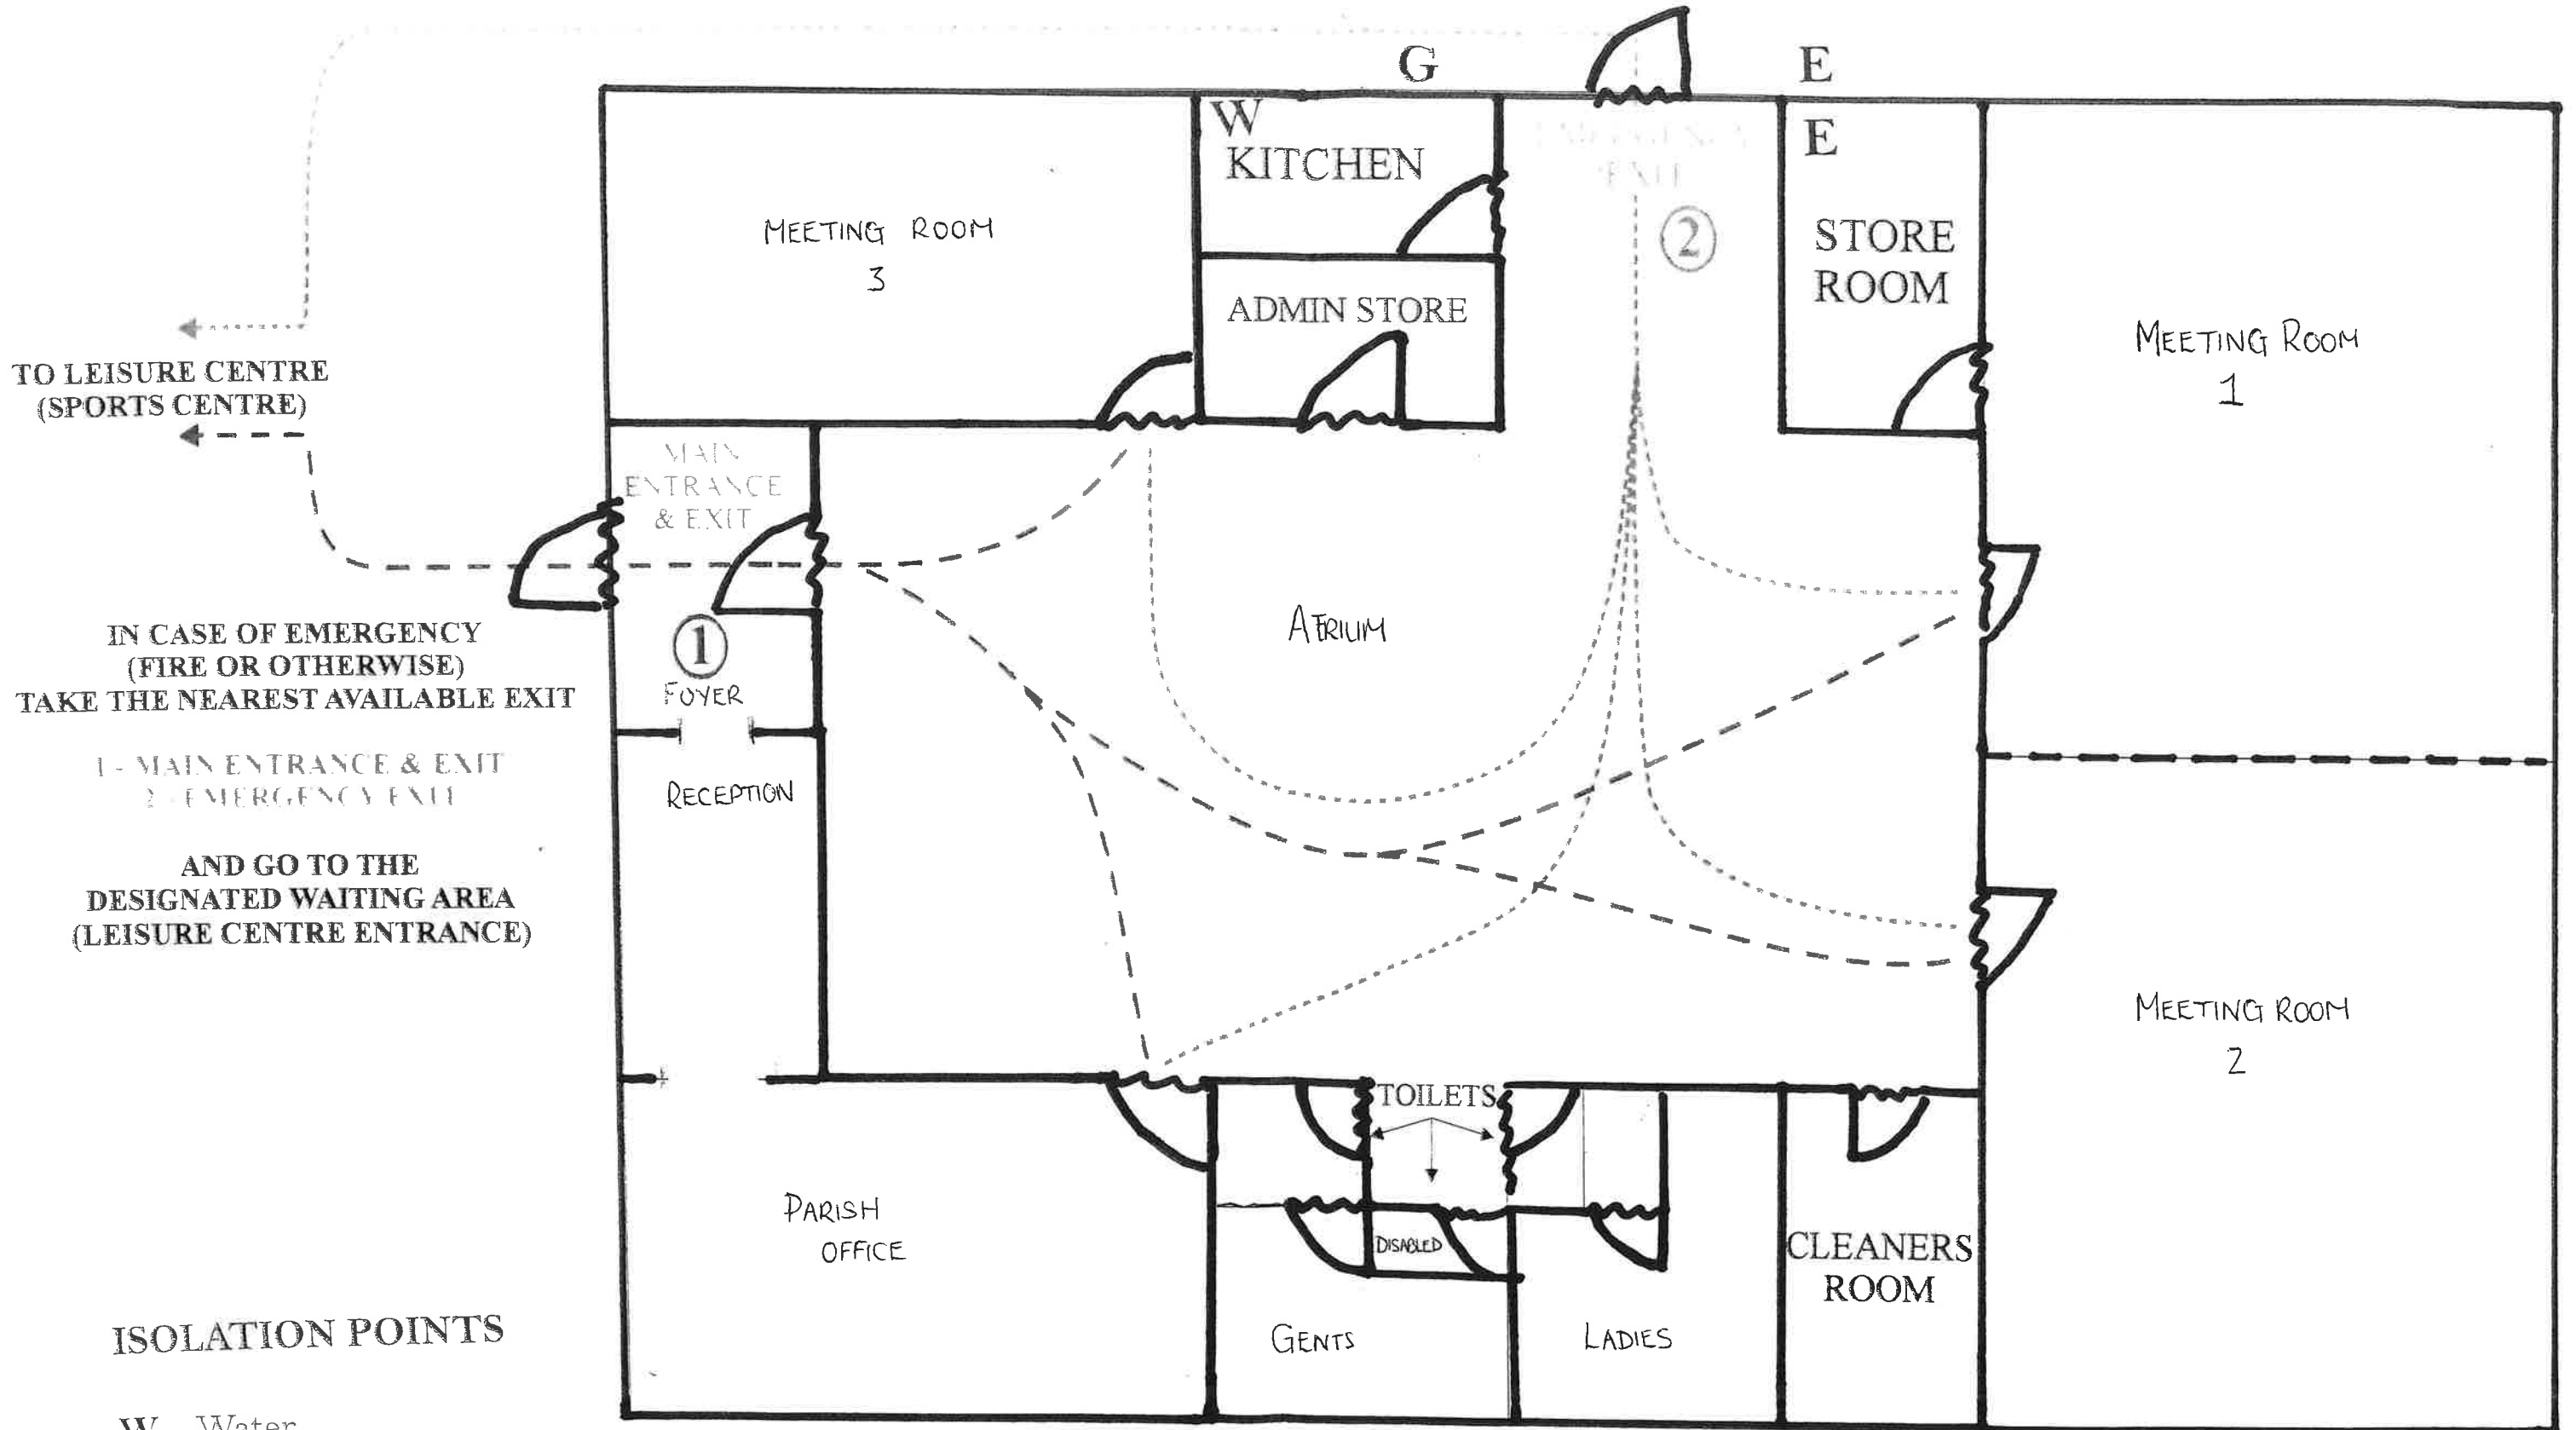 G
E
W
KITCHEN
EMERGENCY
EXIT
E
2
STORE
ROOM
MEETING ROOM
3
ADMIN STORE
MEETING ROOM
1
TO LEISURE CENTRE
(SPORTS CENTRE)
MAIN
ENTRANCE
& EXIT
ATRIUM
IN CASE OF EMERGENCY
(FIRE OR OTHERWISE)
TAKE THE NEAREST AVAILABLE EXIT
1
FOYER
1 - MAIN ENTRANCE & EXIT
2 - EMERGENCY EXIT
RECEPTION
AND GO TO THE
DESIGNATED WAITING AREA
(LEISURE CENTRE ENTRANCE)
MEETING ROOM
2
TOILETS
PARISH
OFFICE
DISABLED
CLEANERS
ROOM
GENTS
LADIES
ISOLATION POINTS
W Water